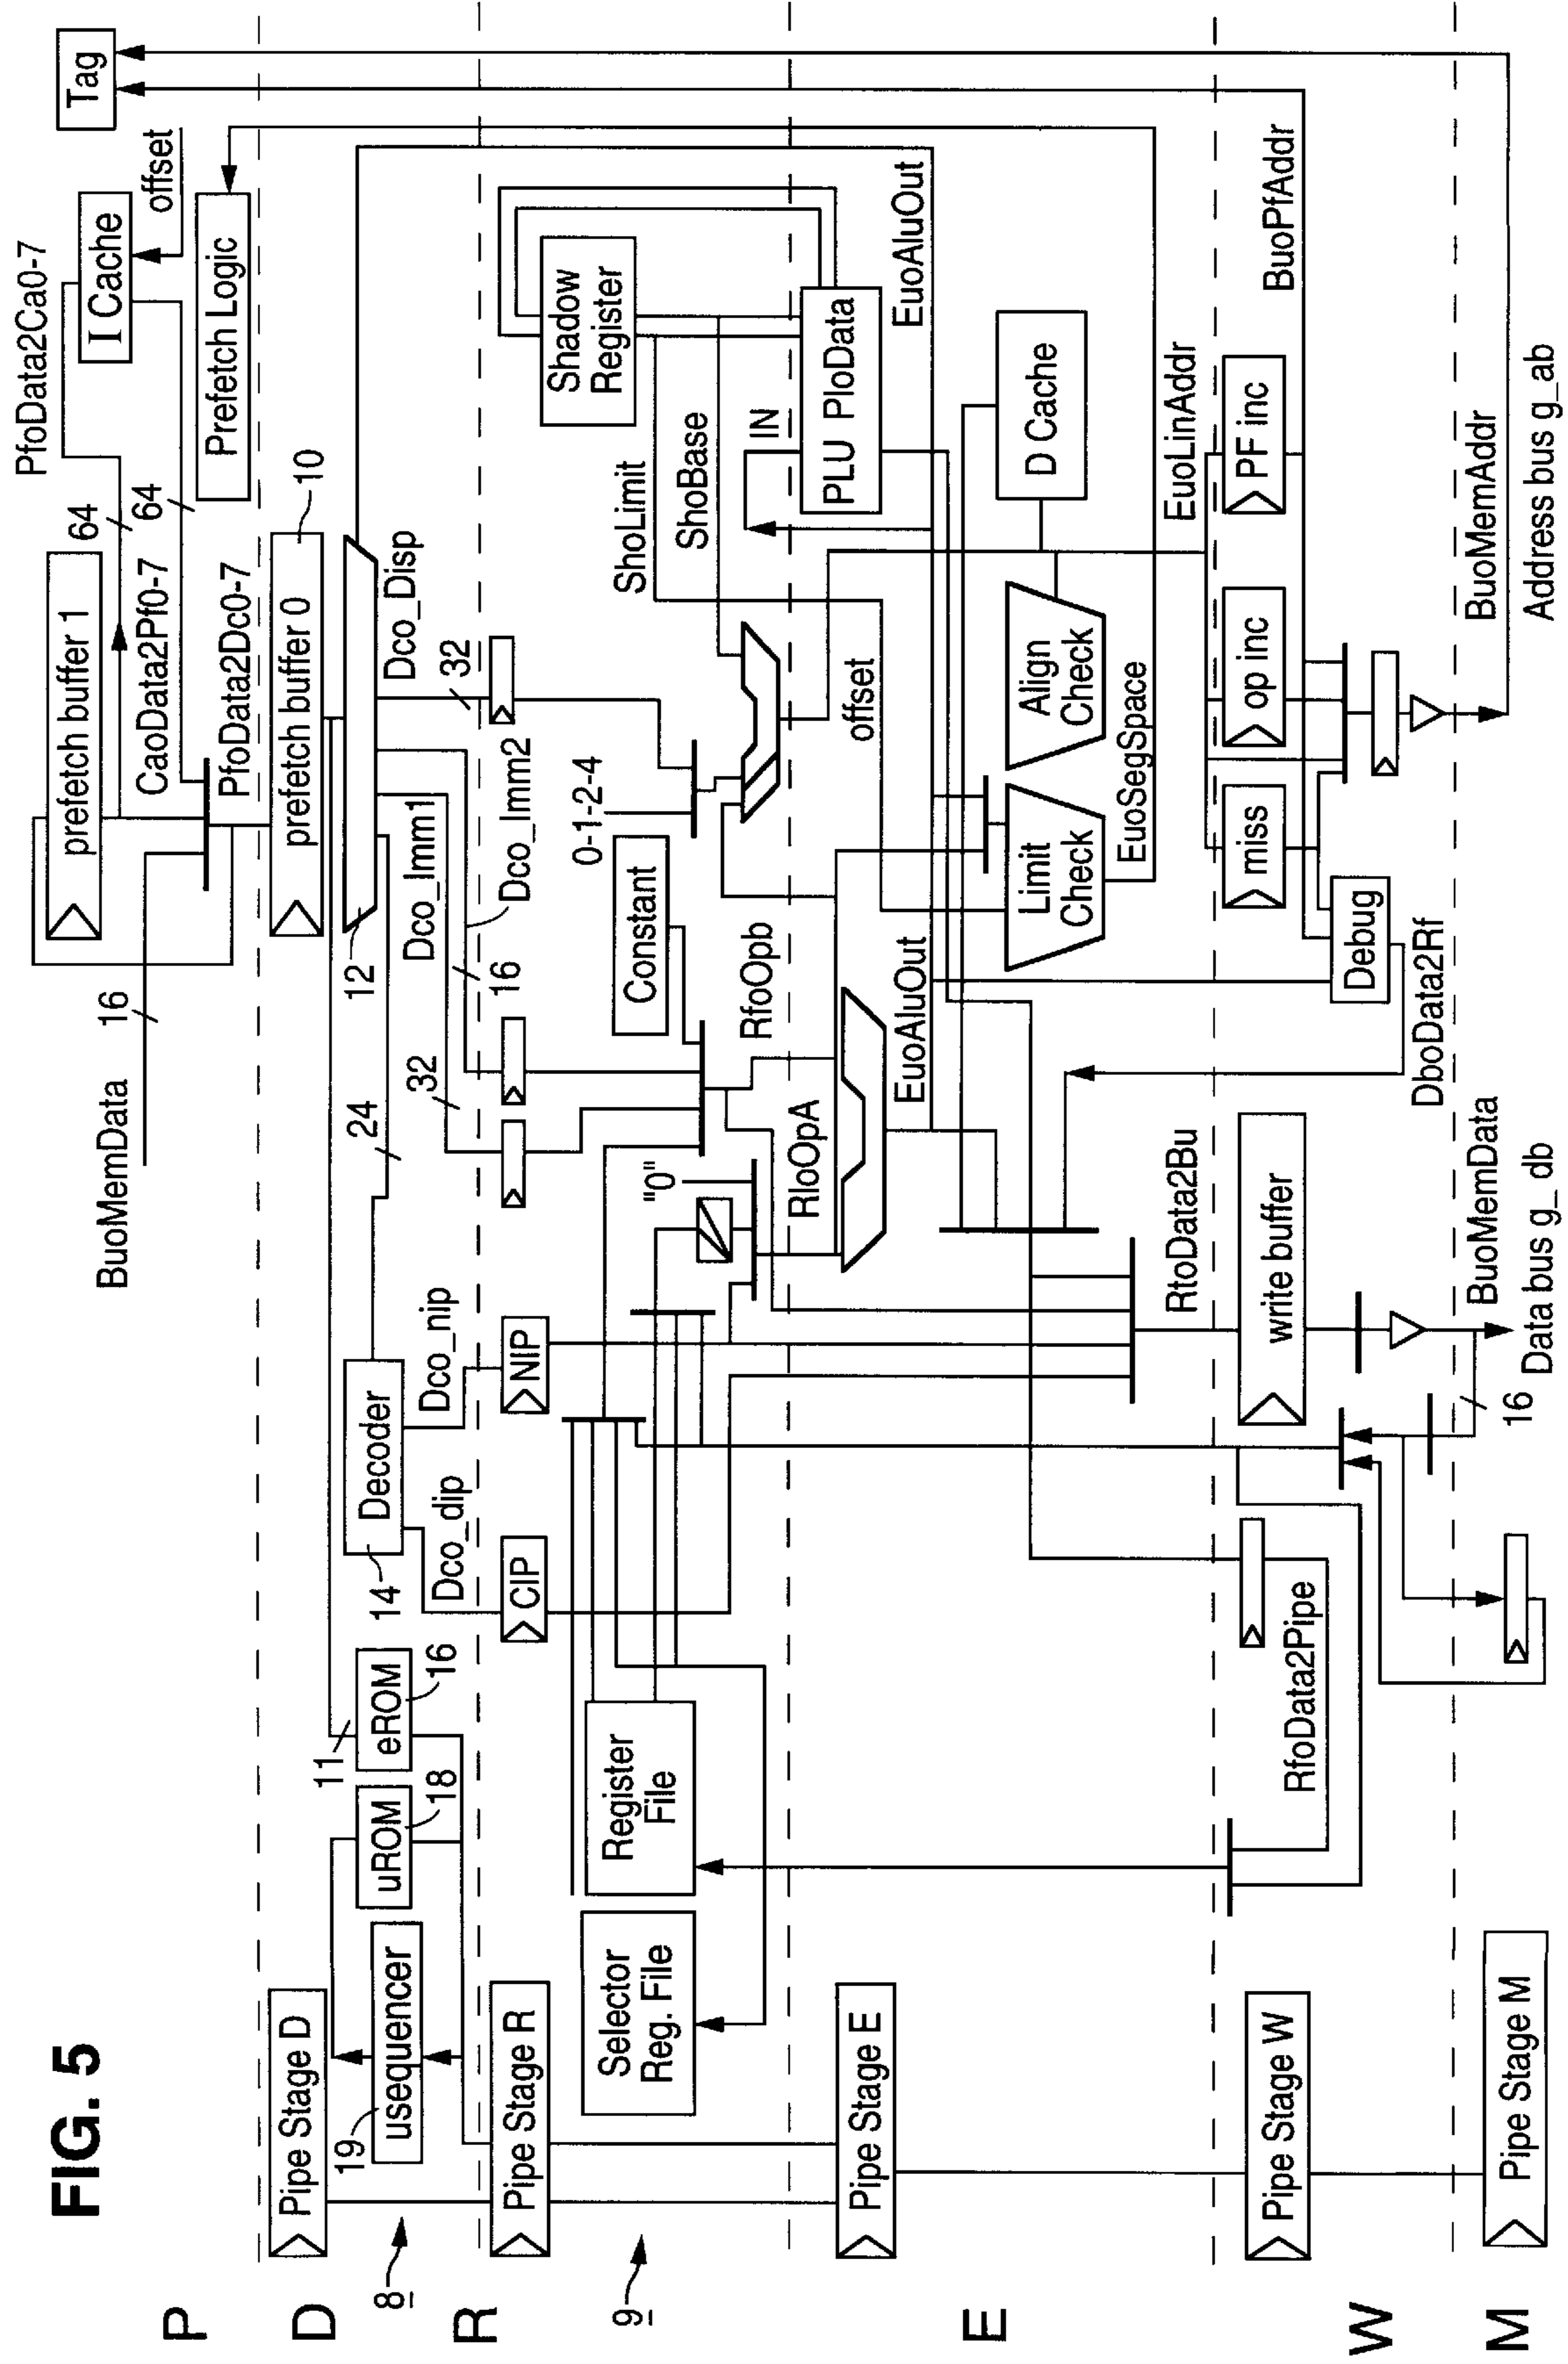 FIG. 5
P
D
R
E
W
M
8
9
BuoMemData
16
prefetch buffer 1
64
PfoData2Ca0-7
I Cache
offset
Tag
CaoData2Pf0-7
64
Prefetch Logic
PfoData2Dc0-7
Pipe Stage D
19
usequencer
uROM
18
11
eROM
16
14
Decoder
24
12
prefetch buffer 0
10
Dco_dip
Dco_nip
32
Dco_Imm1
16
Dco_Imm2
Dco_Disp
32
Pipe Stage R
CIP
NIP
Selector
Reg. File
Register
File
"0"
Constant
0-1-2-4
ShoLimit
ShoBase
Shadow
Register
RloOpA
RfoOpb
IN
Pipe Stage E
EuoAluOut
offset
PLU PloData
EuoAluOut
Limit
Check
Align
Check
D Cache
EuoSegSpace
EuoLinAddr
RtoData2Bu
Pipe Stage W
RfoData2Pipe
write buffer
Debug
miss
op inc
PF inc
BuoPfAddr
DboData2Rf
Pipe Stage M
16
BuoMemData
Data bus g_ db
BuoMemAddr
Address bus g_ab